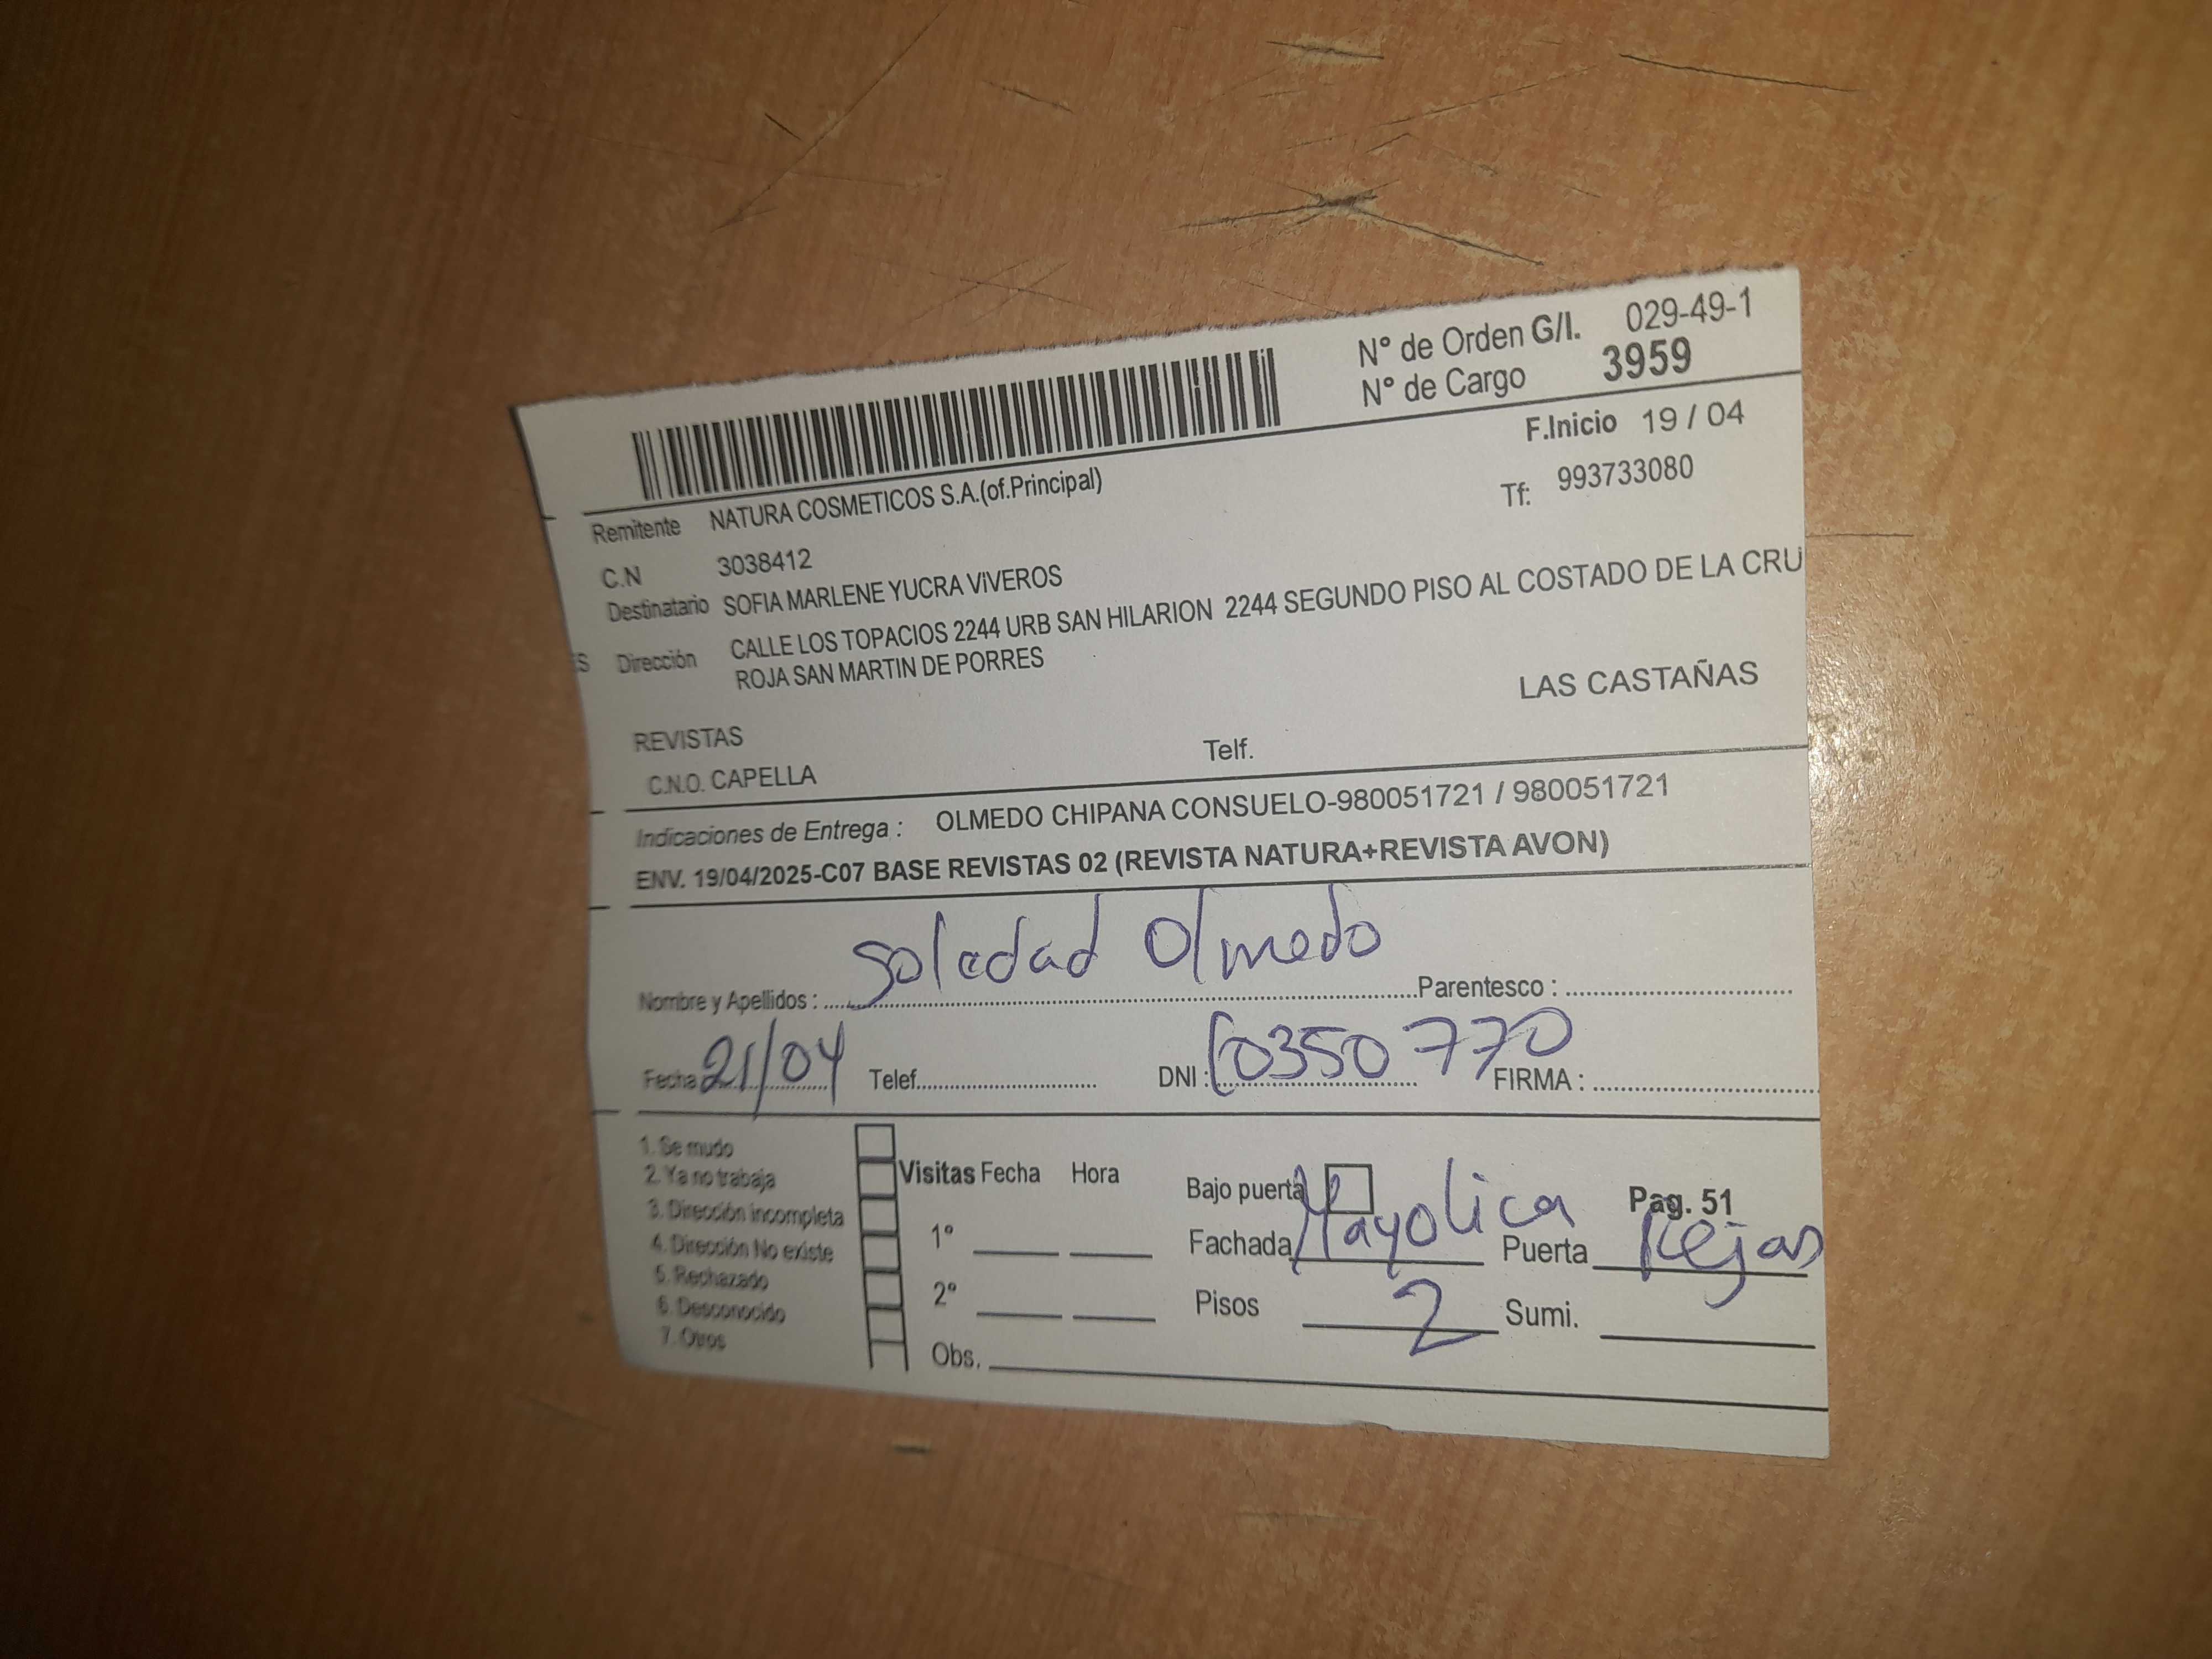 N° de Orden G/I. 029-49-1
N° de Cargo 3959
F.Inicio 19 / 04
Remitente NATURA COSMETICOS S.A.(of.Principal) Tf: 993733080
C.N 3038412
Destinatario SOFIA MARLENE YUCRA VIVEROS
S Dirección CALLE LOS TOPACIOS 2244 URB SAN HILARION 2244 SEGUNDO PISO AL COSTADO DE LA CRU
ROJA SAN MARTIN DE PORRES
LAS CASTAÑAS
REVISTAS
C.N.O. CAPELLA Telf.
Indicaciones de Entrega : OLMEDO CHIPANA CONSUELO-980051721 / 980051721
ENV. 19/04/2025-C07 BASE REVISTAS 02 (REVISTA NATURA+REVISTA AVON)
Nombre y Apellidos : Soledad Olmedo Parentesco :
Fecha 21/04 Telef. DNI : 60350770 FIRMA :
1. Se mudo
2. Ya no trabaja
3. Dirección incompleta
4. Dirección No existe
5. Rechazado
6. Desconocido
7. Otros
Visitas Fecha Hora
1°
2°
Obs.
Bajo puerta Pag. 51
Fachada Mayolica Puerta Rejas
Pisos 2 Sumi.